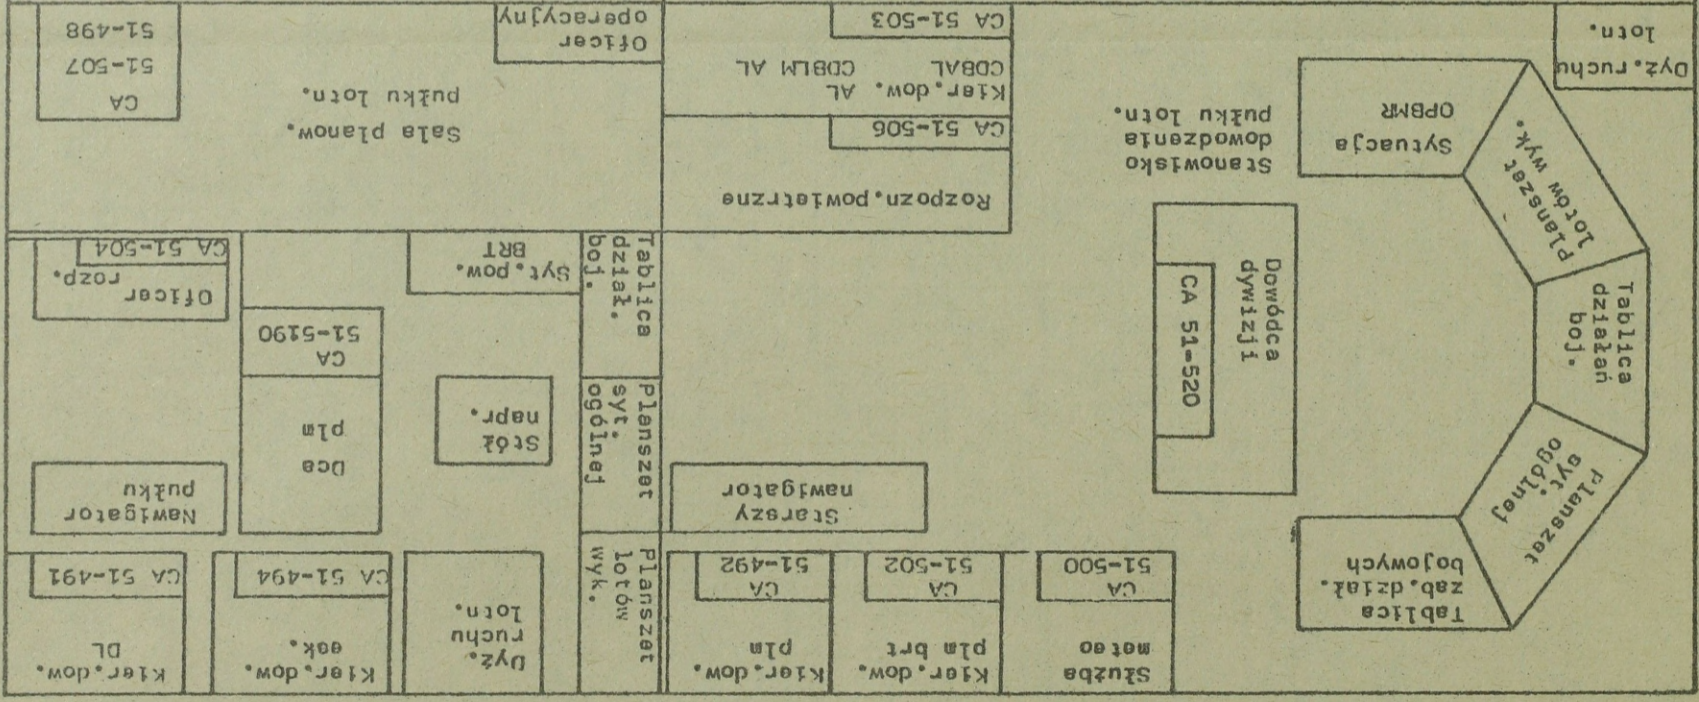 Tablica
zab.dział.
bojowych
Służba
meteo
CA
51-500
Kier.dow.
plm brt
CA
51-502
Kier.dow.
plm
CA
51-492
Planszet
lotów
wyk.
Dyż.
ruchu
lotn.
Kier.dow.
esk.
CA 51-494
Kier.dow.
DL
CA 51-491
Planszet
syt.
ogólnej
Starszy
nawigator
Planszet
syt.
ogólnej
Stół
napr.
Dca
plm
CA
51-5190
Nawigator
pułku
Tablica
działań
boj.
Dowódca
dywizji
CA 51-520
Tablica
dział.
boj.
Syt.pow.
BRT
Oficer
rozp.
CA 51-504
Planszet
lotów wyk.
Sytuacja
OPBMR
Stanowisko
dowodzenia
pułku lotn.
Rozpozn.powietrzne
CA 51-506
Kier.dow. AL
CDBAL CDBLM AL
CA 51-503
Sala planow.
pułku lotn.
Oficer
operacyjny
CA
51-507
51-498
Dyż.ruchu
lotn.